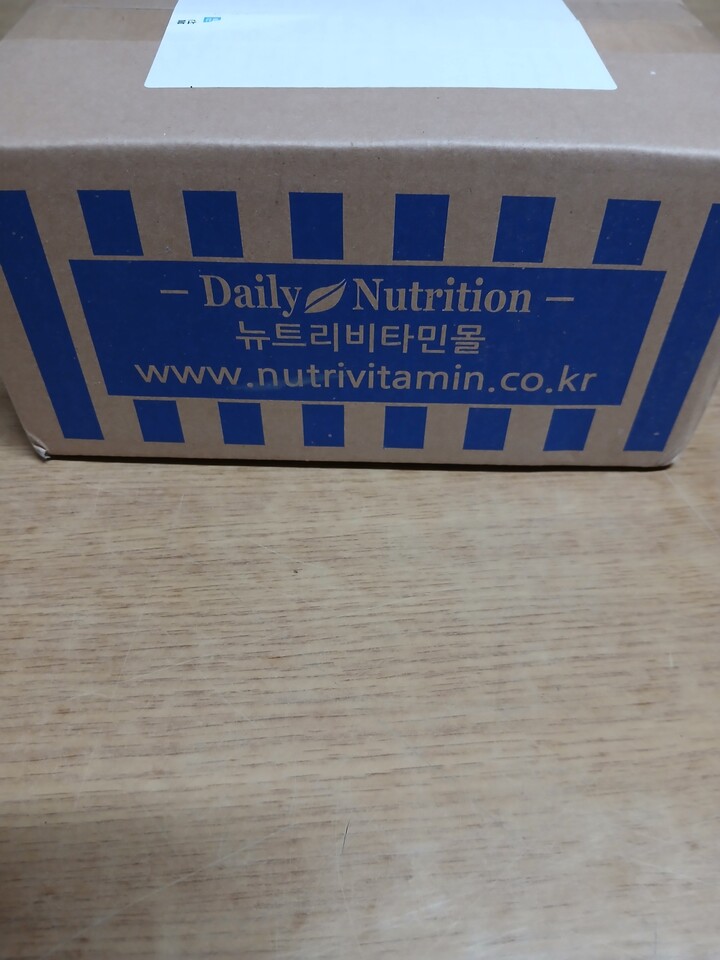 – Daily Nutrition –
뉴트리비타민몰
www.nutrivitamin.co.kr